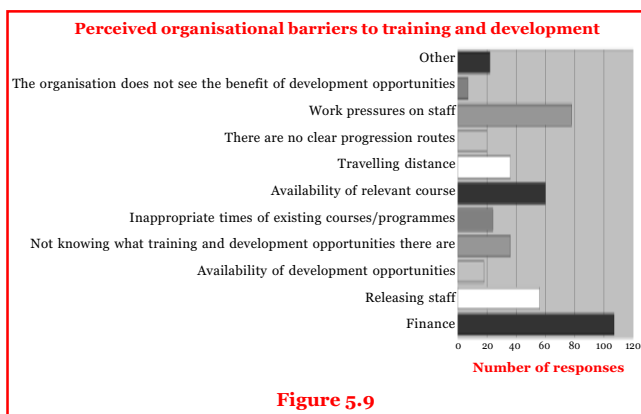 Perceived organisational barriers to training and development
Other
The organisation does not see the benefit of development opportunities
Work pressures on staff
There are no clear progression routes
Travelling distance
Availability of relevant course
Inappropriate times of existing courses/programmes
Not knowing what training and development opportunities there are
Availability of development opportunities
Releasing staff
Finance
0 20 40 60 80 100 120
Number of responses
Figure 5.9